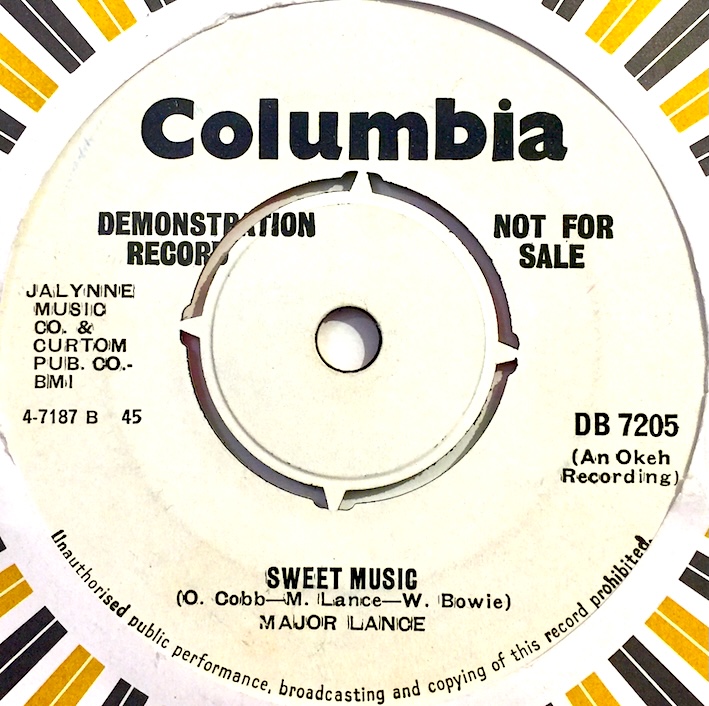 Columbia
DEMONSTRATION
RECORD
NOT FOR
SALE
JALYNNE
MUSIC
CO. &
CURTOM
PUB. CO.-
BMI
4-7187 B 45
DB 7205
(An Okeh
Recording)
SWEET MUSIC
(O. Cobb—M. Lance—W. Bowie)
MAJOR LANCE
Unauthorised public performance, broadcasting and copying of this record prohibited.